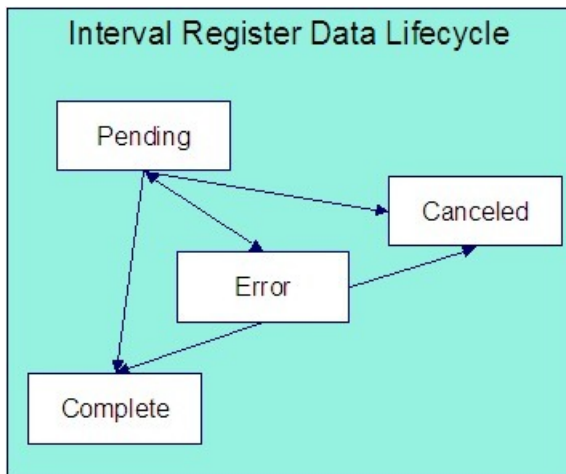 Interval Register Data Lifecycle
Pending
Canceled
Error
Complete